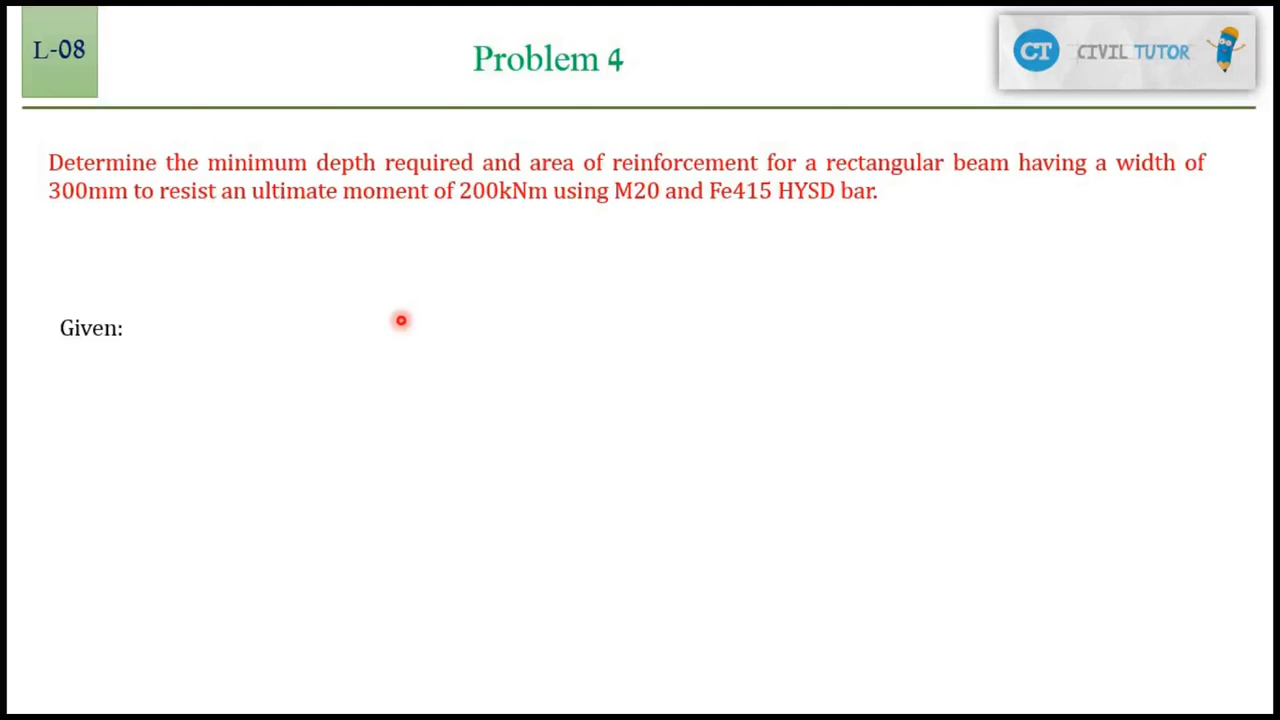 L-08
Problem 4
CT CIVIL TUTOR
Determine the minimum depth required and area of reinforcement for a rectangular beam having a width of
300mm to resist an ultimate moment of 200kNm using M20 and Fe415 HYSD bar.
Given: